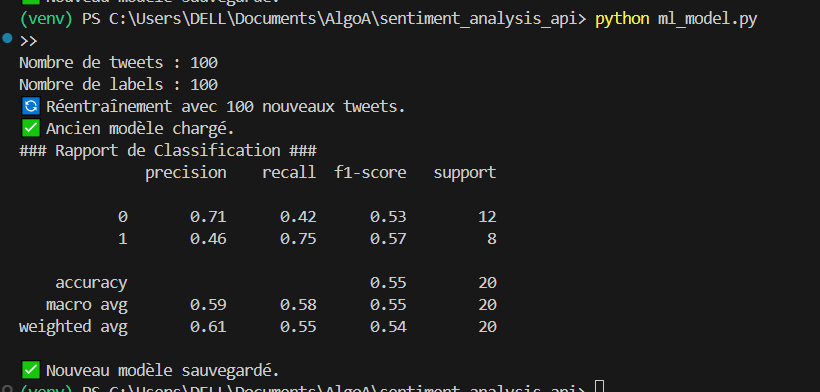 ✅ Nouveau modèle sauvegardé.
(venv) PS C:\Users\DELL\Documents\AlgoA\sentiment_analysis_api> python ml_model.py
>>
Nombre de tweets : 100
Nombre de labels : 100
🔄 Réentraînement avec 100 nouveaux tweets.
✅ Ancien modèle chargé.
### Rapport de Classification ###
precision recall f1-score support
0 0.71 0.42 0.53 12
1 0.46 0.75 0.57 8
accuracy 0.55 20
macro avg 0.59 0.58 0.55 20
weighted avg 0.61 0.55 0.54 20
✅ Nouveau modèle sauvegardé.
(venv) PS C:\Users\DELL\Documents\AlgoA\sentiment_analysis_api>